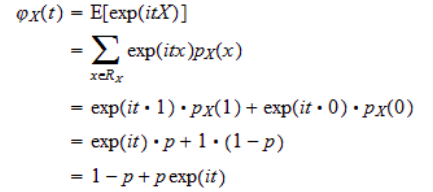 φX(t) = E[exp(itX)]
= ∑x∈RX exp(itx)pX(x)
= exp(it • 1) • pX(1) + exp(it • 0) • pX(0)
= exp(it) • p + 1 • (1 − p)
= 1 − p + p exp(it)